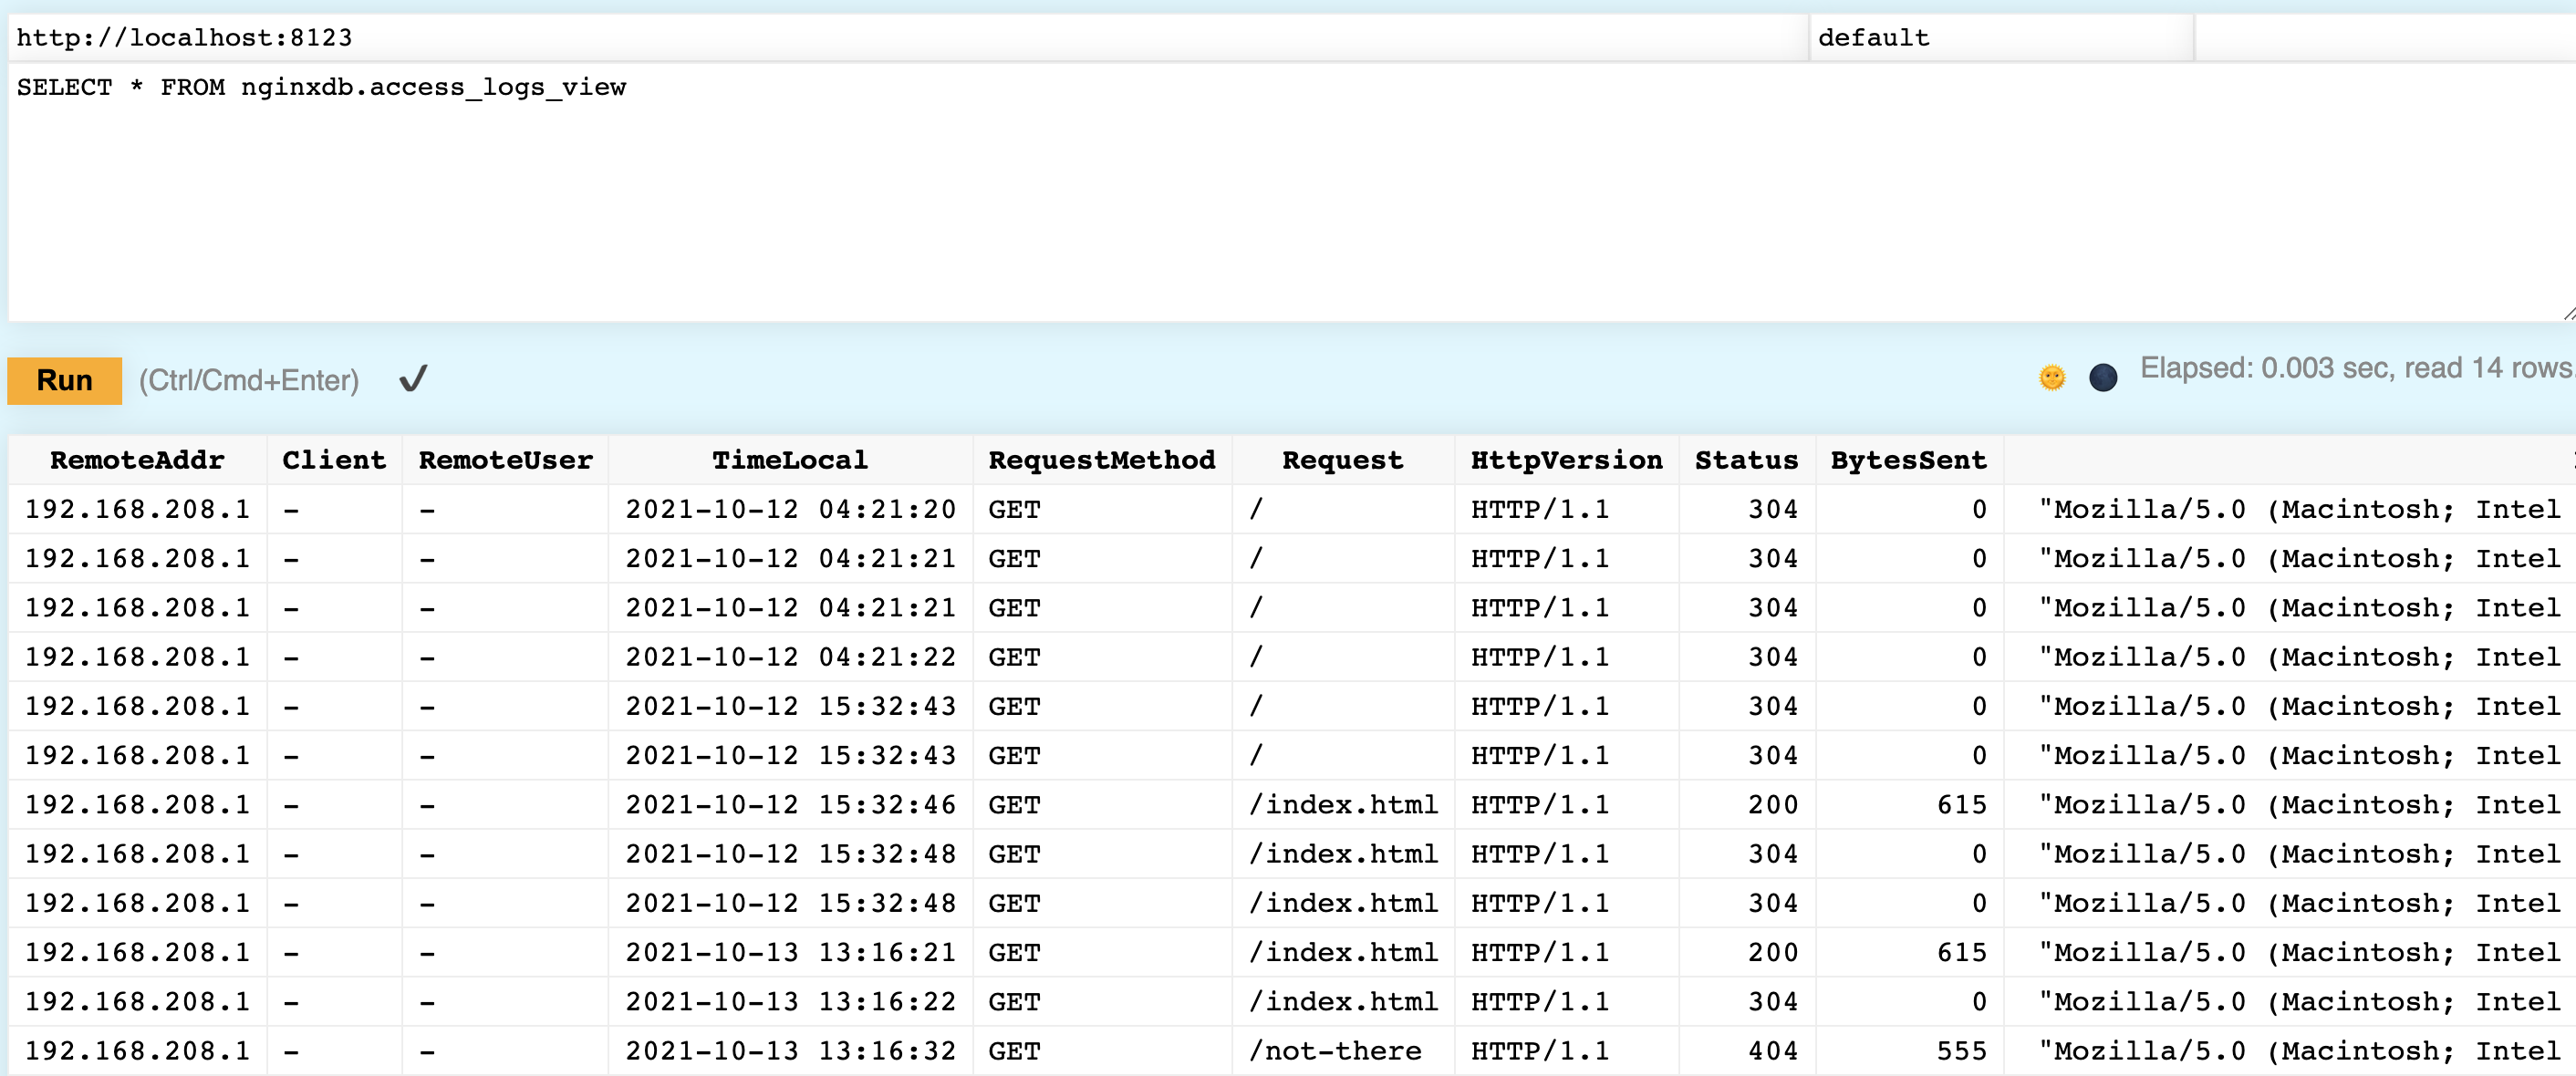 http://localhost:8123 default
SELECT * FROM nginxdb.access_logs_view
Run (Ctrl/Cmd+Enter) ✔ Elapsed: 0.003 sec, read 14 rows.
RemoteAddr Client RemoteUser TimeLocal RequestMethod Request HttpVersion Status BytesSent
192.168.208.1 - - 2021-10-12 04:21:20 GET / HTTP/1.1 304 0 "Mozilla/5.0 (Macintosh; Intel
192.168.208.1 - - 2021-10-12 04:21:21 GET / HTTP/1.1 304 0 "Mozilla/5.0 (Macintosh; Intel
192.168.208.1 - - 2021-10-12 04:21:21 GET / HTTP/1.1 304 0 "Mozilla/5.0 (Macintosh; Intel
192.168.208.1 - - 2021-10-12 04:21:22 GET / HTTP/1.1 304 0 "Mozilla/5.0 (Macintosh; Intel
192.168.208.1 - - 2021-10-12 15:32:43 GET / HTTP/1.1 304 0 "Mozilla/5.0 (Macintosh; Intel
192.168.208.1 - - 2021-10-12 15:32:43 GET / HTTP/1.1 304 0 "Mozilla/5.0 (Macintosh; Intel
192.168.208.1 - - 2021-10-12 15:32:46 GET /index.html HTTP/1.1 200 615 "Mozilla/5.0 (Macintosh; Intel
192.168.208.1 - - 2021-10-12 15:32:48 GET /index.html HTTP/1.1 304 0 "Mozilla/5.0 (Macintosh; Intel
192.168.208.1 - - 2021-10-12 15:32:48 GET /index.html HTTP/1.1 304 0 "Mozilla/5.0 (Macintosh; Intel
192.168.208.1 - - 2021-10-13 13:16:21 GET /index.html HTTP/1.1 200 615 "Mozilla/5.0 (Macintosh; Intel
192.168.208.1 - - 2021-10-13 13:16:22 GET /index.html HTTP/1.1 304 0 "Mozilla/5.0 (Macintosh; Intel
192.168.208.1 - - 2021-10-13 13:16:32 GET /not-there HTTP/1.1 404 555 "Mozilla/5.0 (Macintosh; Intel